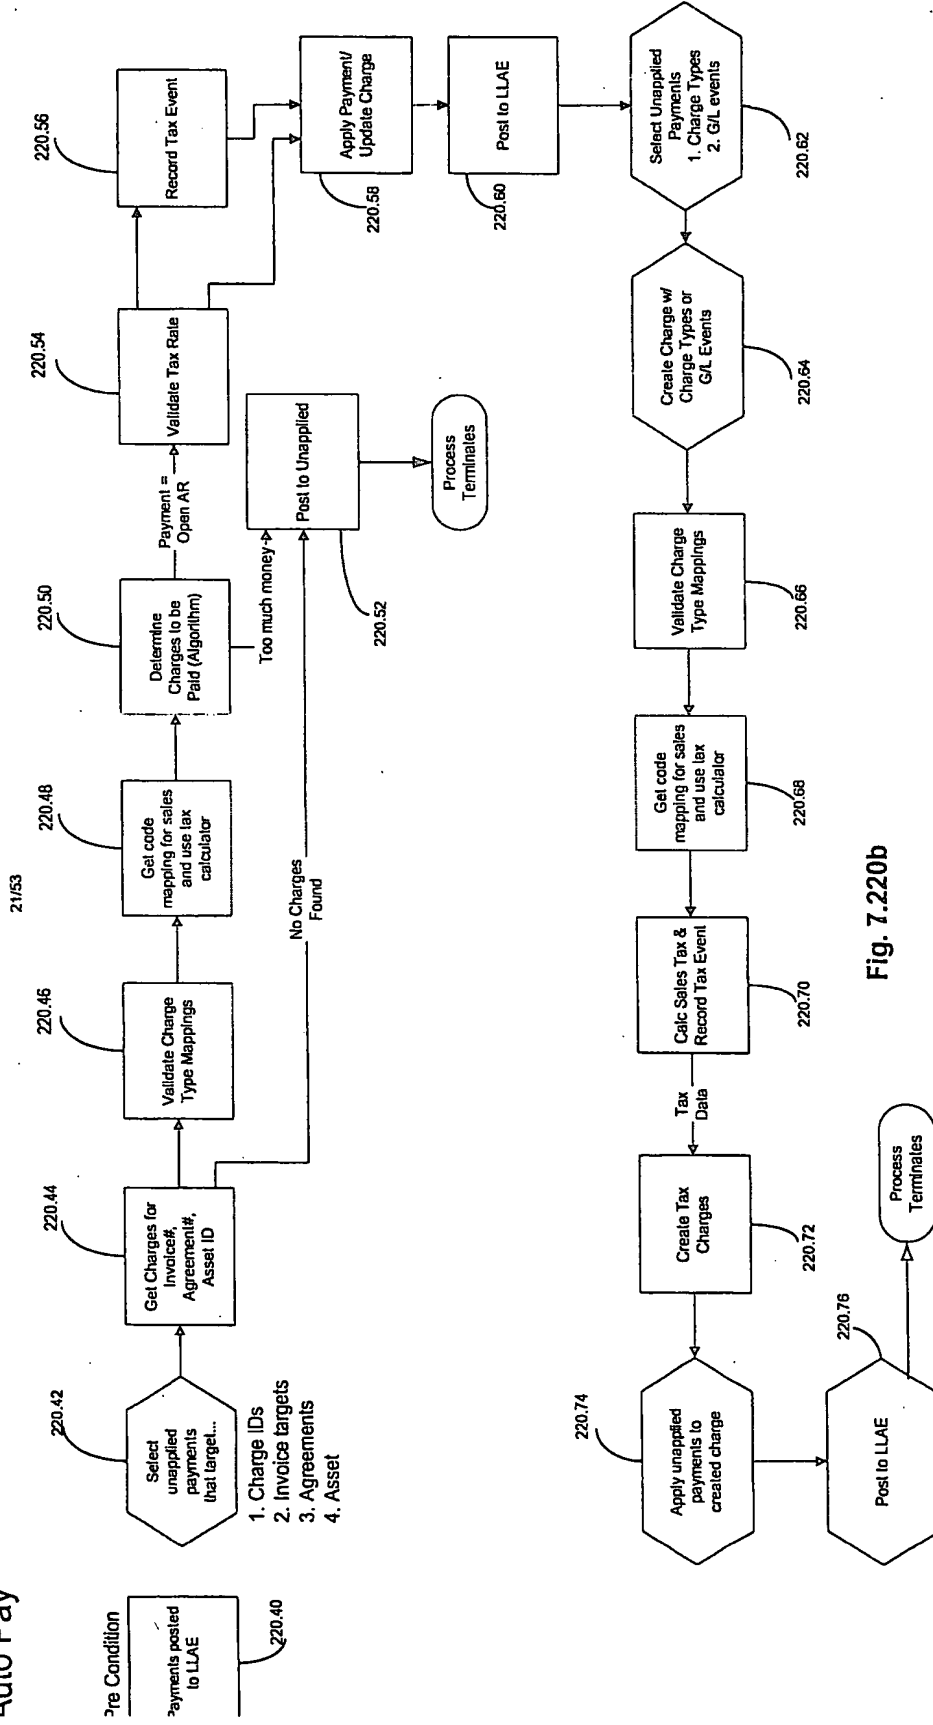 21/53
Auto Pay
Pre Condition
Payments posted
to LLAE
220.40
220.42
Select
unapplied
payments
that target...
1. Charge IDs
2. Invoice targets
3. Agreements
4. Asset
220.44
Get Charges for
Invoice#,
Agreement#,
Asset ID
220.46
Validate Charge
Type Mappings
220.48
Get code
mapping for sales
and use tax
calculator
220.50
Determine
Charges to be
Paid (Algorithm)
Payment =
Open AR
Too much money
No Charges
Found
220.54
Validate Tax Rate
220.56
Record Tax Event
Post to Unapplied
220.52
Process
Terminates
Apply Payment/
Update Charge
220.58
Post to LLAE
220.60
Select Unapplied
Payments
1. Charge Types
2. G/L events
220.62
Create Charge w/
Charge Types or
G/L Events
220.64
Validate Charge
Type Mappings
220.66
Get code
mapping for sales
and use tax
calculator
220.68
Calc Sales Tax &
Record Tax Event
220.70
Tax
Data
Create Tax
Charges
220.72
220.74
Apply unapplied
payments to
created charge
220.76
Post to LLAE
Process
Terminates
Fig. 7.220b